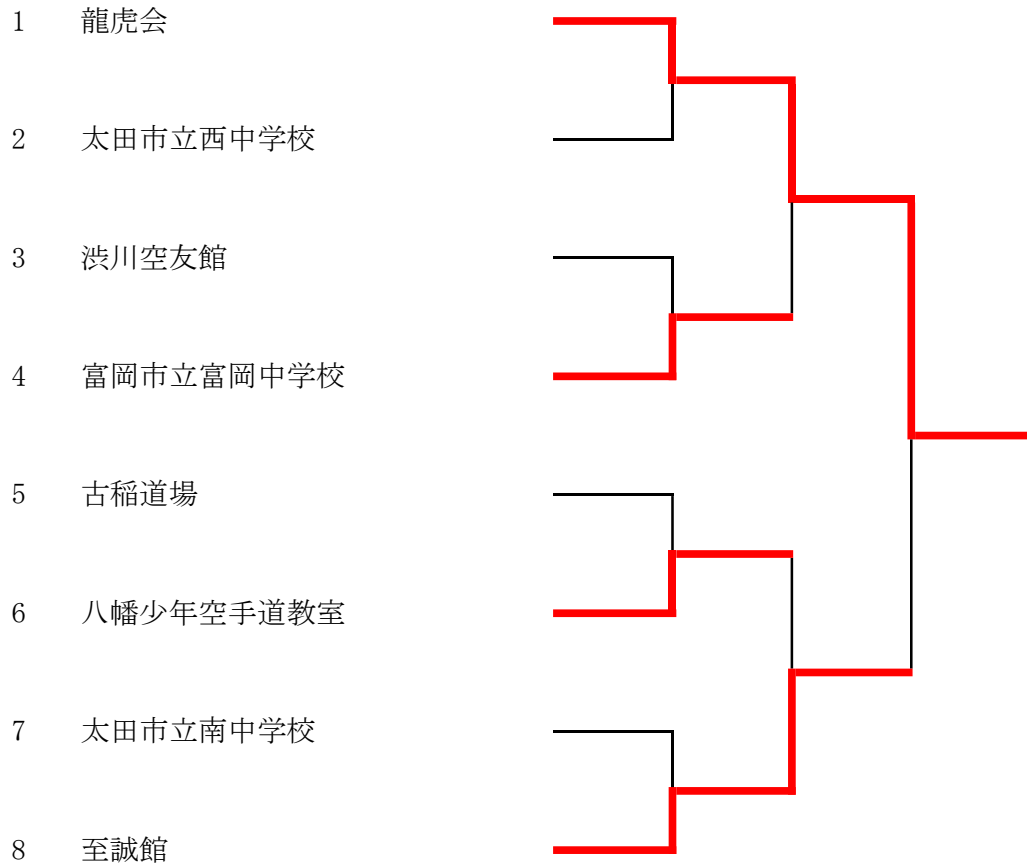 1 龍虎会
2 太田市立西中学校
3 渋川空友館
4 富岡市立富岡中学校
5 古稲道場
6 八幡少年空手道教室
7 太田市立南中学校
8 至誠館